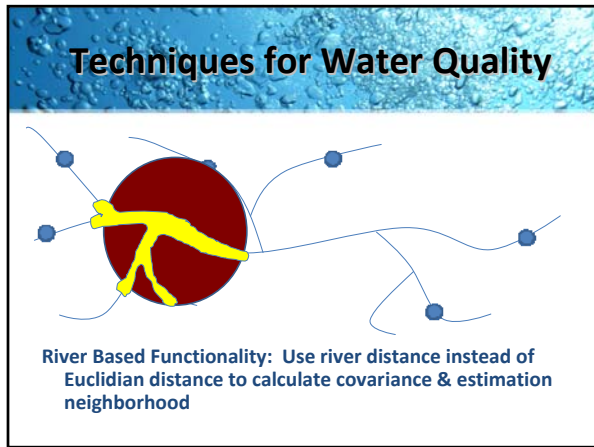 Techniques for Water Quality
River Based Functionality:  Use river distance instead of
Euclidian distance to calculate covariance & estimation
neighborhood